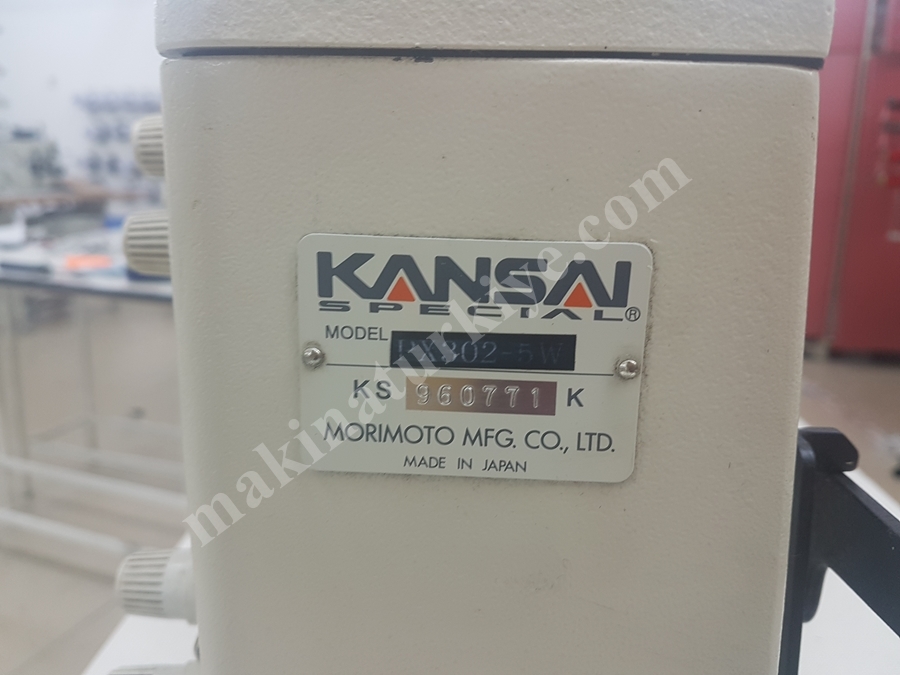 KANSAI
SPECIAL®
MODEL 302-5W
KS 960771 K
MORIMOTO MFG. CO., LTD.
MADE IN JAPAN
makinaturkiye.com